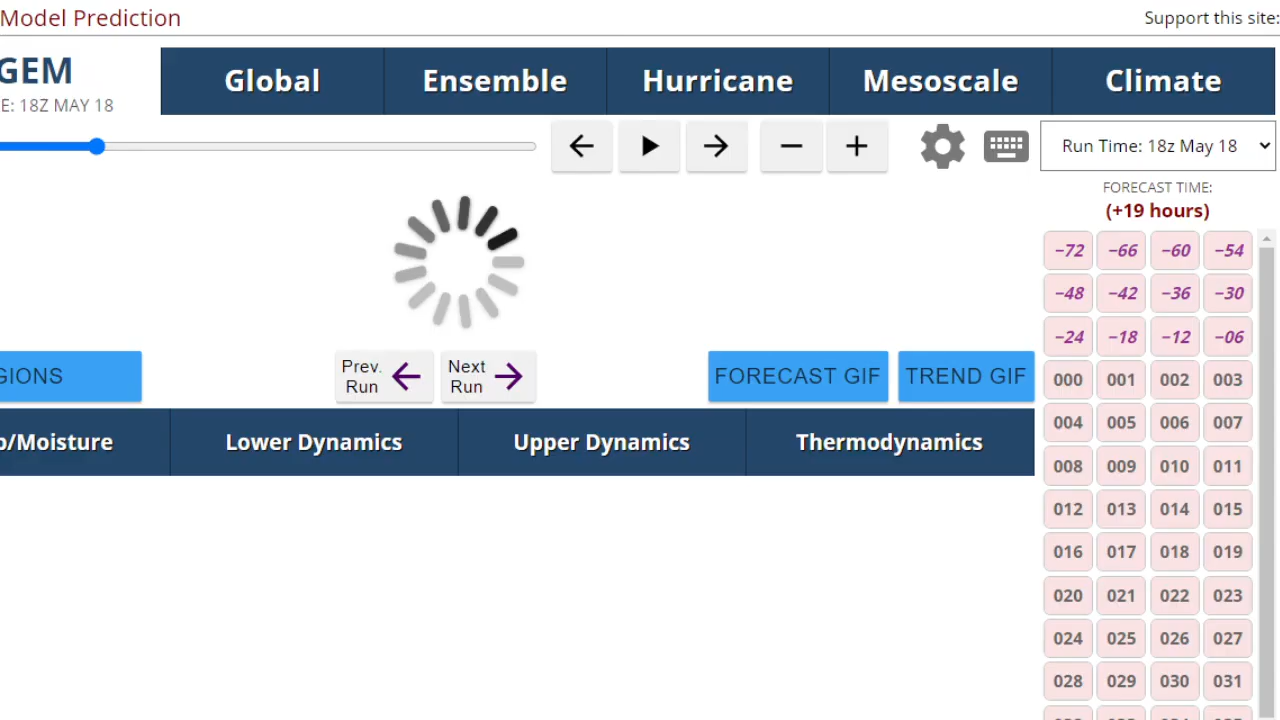 Model Prediction
Support this site:
GEM
E: 18Z MAY 18
Global
Ensemble
Hurricane
Mesoscale
Climate
Run Time: 18z May 18
FORECAST TIME:
(+19 hours)
−72 −66 −60 −54
−48 −42 −36 −30
−24 −18 −12 −06
000 001 002 003
004 005 006 007
008 009 010 011
012 013 014 015
016 017 018 019
020 021 022 023
024 025 026 027
028 029 030 031
GIONS
Prev.
Run
Next
Run
FORECAST GIF
TREND GIF
p/Moisture
Lower Dynamics
Upper Dynamics
Thermodynamics